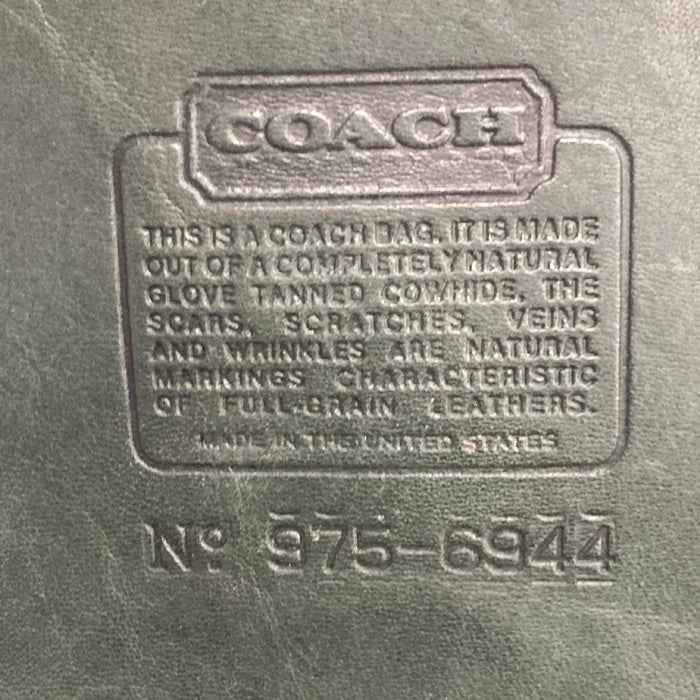 COACH
THIS IS A COACH BAG. IT IS MADE
OUT OF A COMPLETELY NATURAL
GLOVE TANNED COWHIDE, THE
SCARS, SCRATCHES, VEINS
AND WRINKLES ARE NATURAL
MARKINGS CHARACTERISTIC
OF FULL-GRAIN LEATHERS.
MADE IN THE UNITED STATES
Nº 975-6944